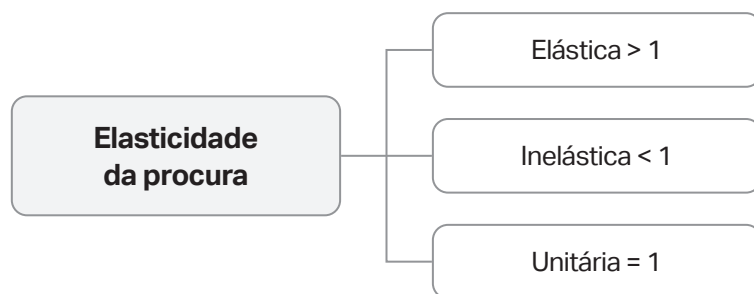 Elasticidade
da procura
Elástica > 1
Inelástica < 1
Unitária = 1